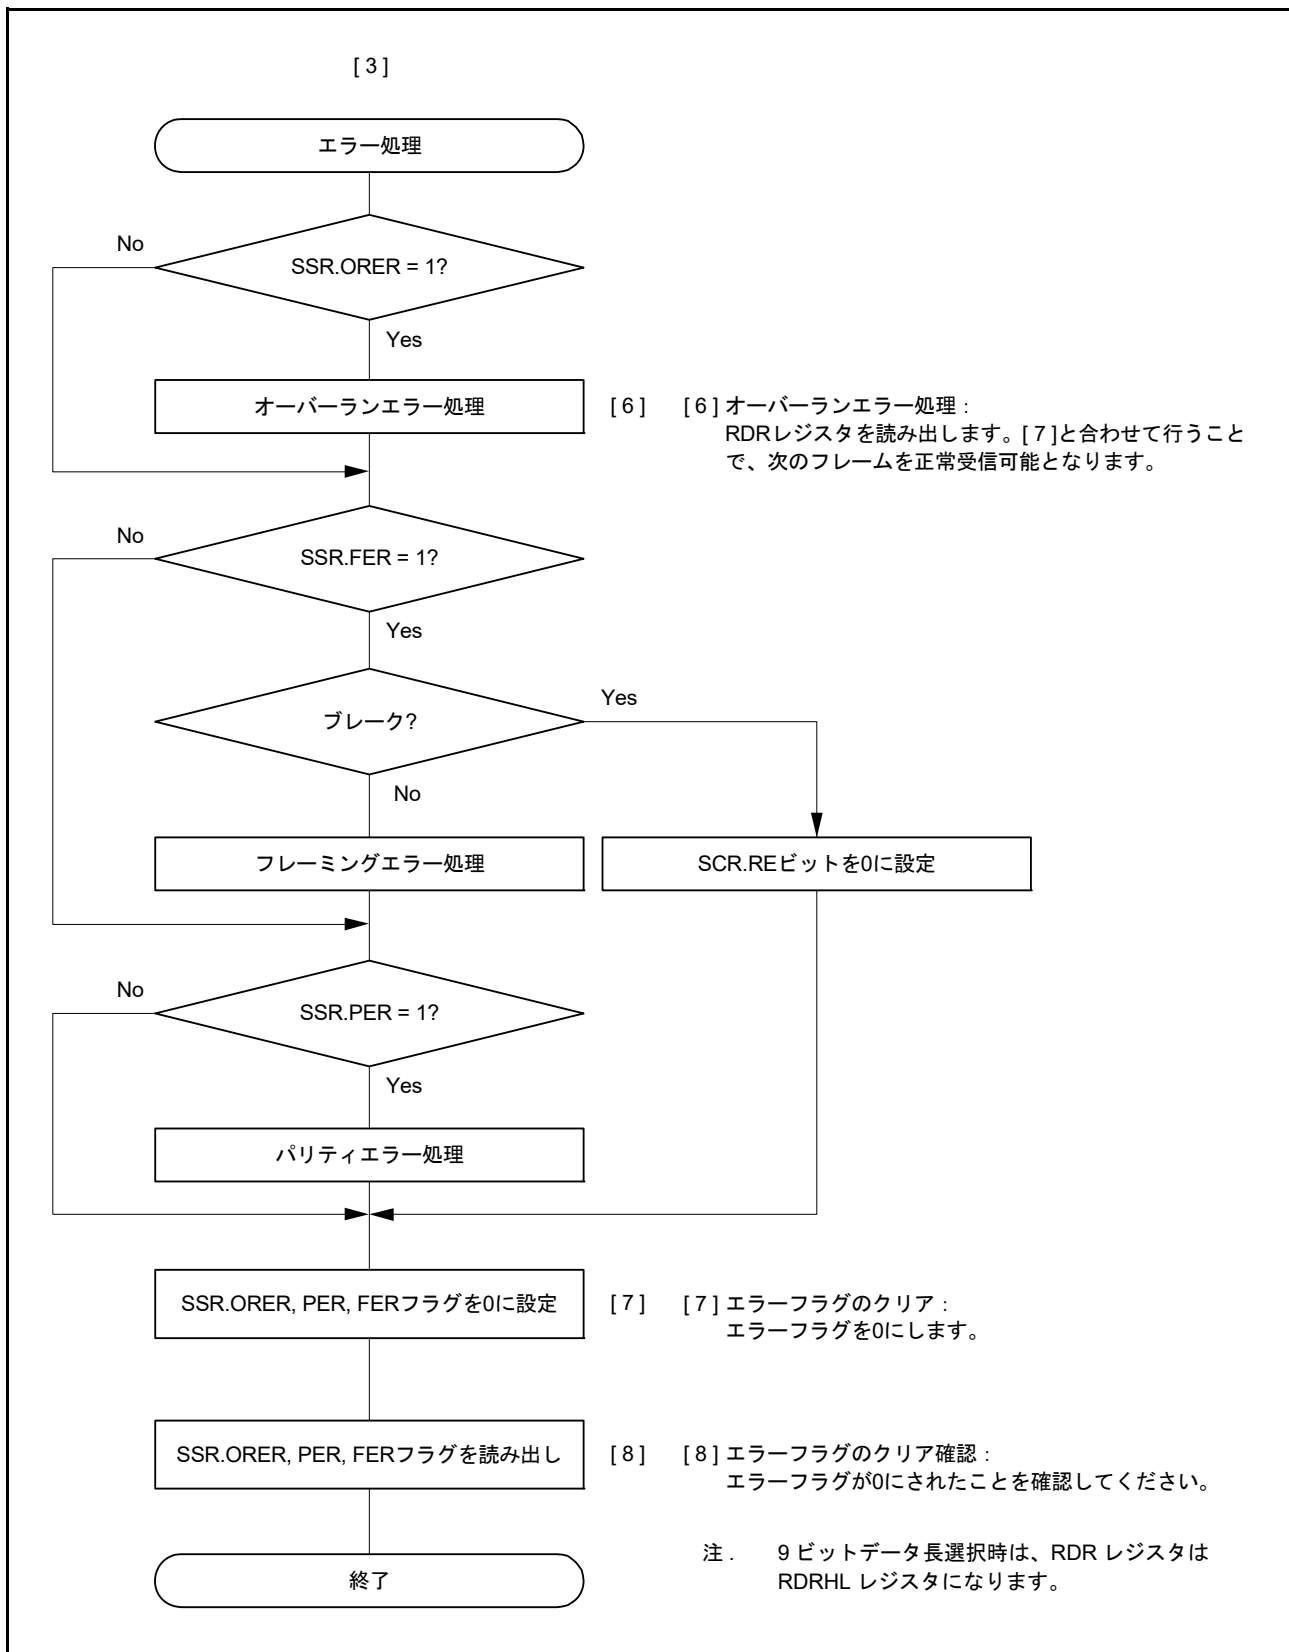 [ 3 ]
エラー処理
No
SSR.ORER = 1?
Yes
オーバーランエラー処理
[ 6 ]
[ 6 ] オーバーランエラー処理 :
RDRレジスタを読み出します。[ 7 ]と合わせて行うこと
で、次のフレームを正常受信可能となります。
No
SSR.FER = 1?
Yes
ブレーク?
Yes
No
フレーミングエラー処理
SCR.REビットを0に設定
No
SSR.PER = 1?
Yes
パリティエラー処理
SSR.ORER, PER, FERフラグを0に設定
[ 7 ]
[ 7 ] エラーフラグのクリア :
エラーフラグを0にします。
SSR.ORER, PER, FERフラグを読み出し
[ 8 ]
[ 8 ] エラーフラグのクリア確認 :
エラーフラグが0にされたことを確認してください。
注 . 9 ビットデータ長選択時は、RDR レジスタは
RDRHL レジスタになります。
終了